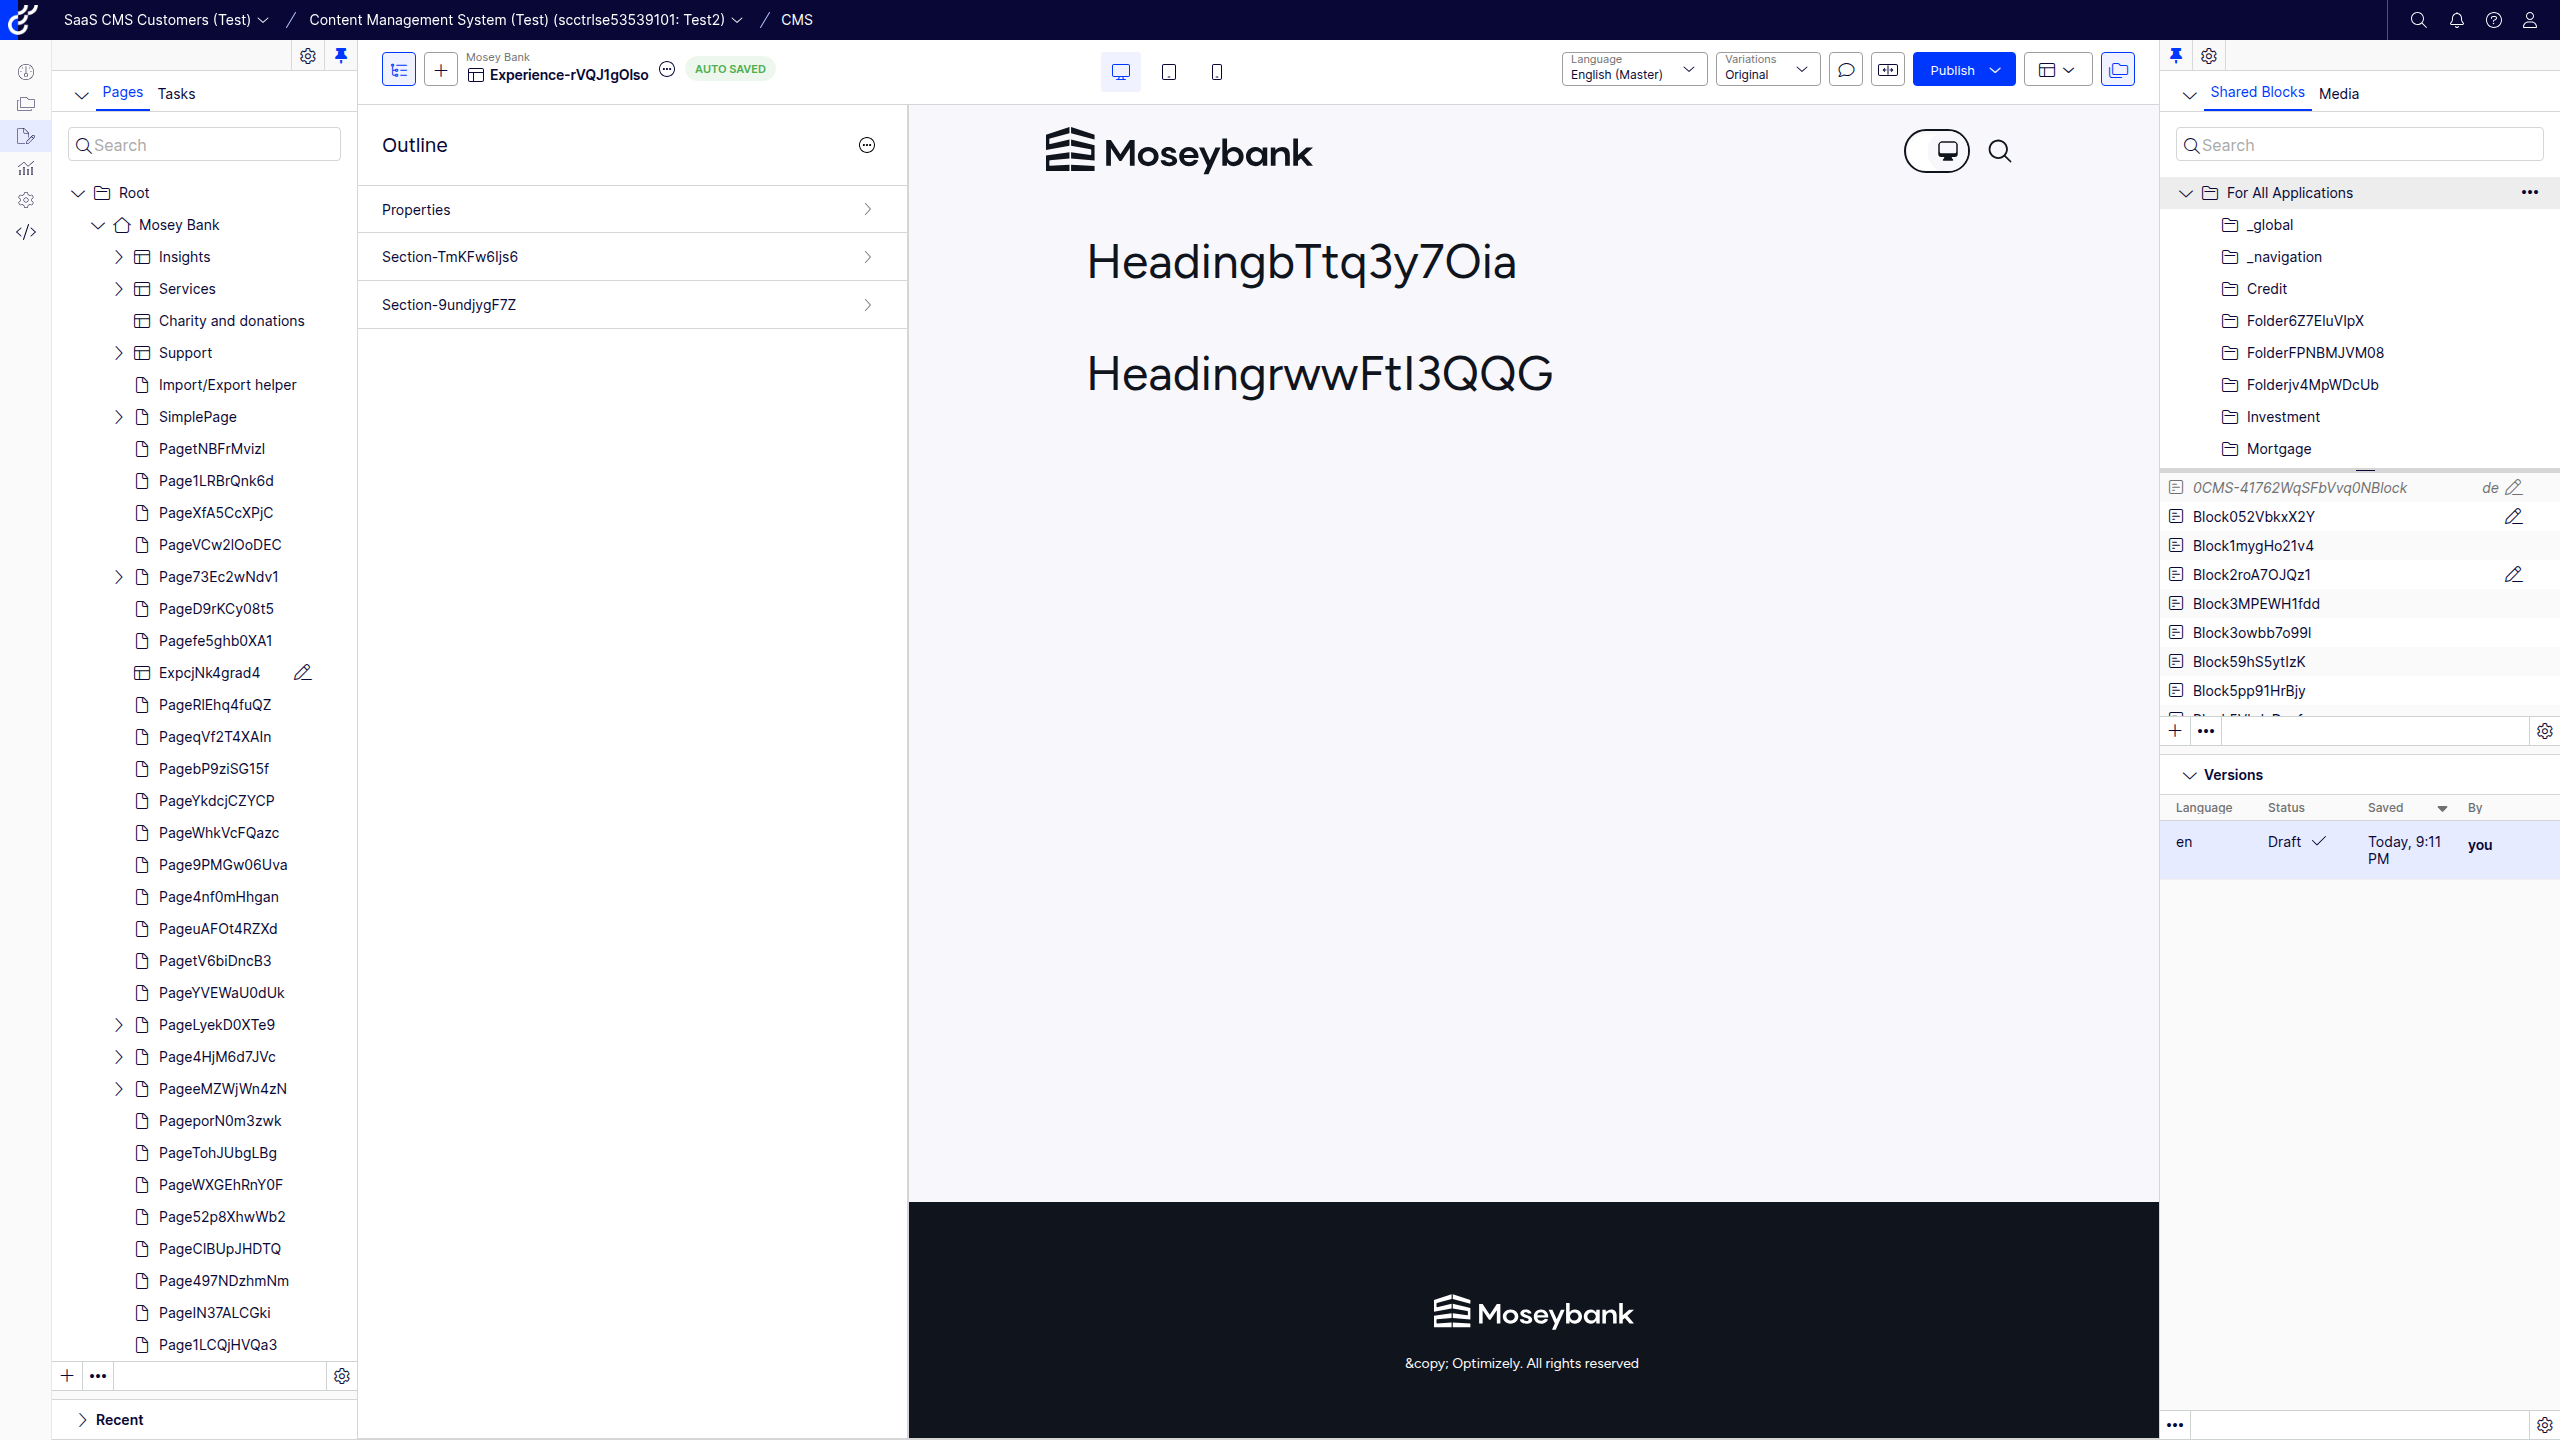 SaaS CMS Customers (Test) / Content Management System (Test) (scctrlse53539101: Test2) / CMS
Pages Tasks
Search
Root
Mosey Bank
Insights
Services
Charity and donations
Support
Import/Export helper
SimplePage
PagetNBFrMvizl
Page1LRBrQnk6d
PageXfA5CcXPjC
PageVCw2lOoDEC
Page73Ec2wNdv1
PageD9rKCy08t5
Pagefe5ghb0XA1
ExpcjNk4grad4
PageRlEhq4fuQZ
PageqVf2T4XAln
PagebP9ziSG15f
PageYkdcjCZYCP
PageWhkVcFQazc
Page9PMGw06Uva
Page4nf0mHhgan
PageuAFOt4RZXd
PagetV6biDncB3
PageYVEWaU0dUk
PageLyekD0XTe9
Page4HjM6d7JVc
PageeMZWjWn4zN
PageporN0m3zwk
PageTohJUbgLBg
PageWXGEhRnY0F
Page52p8XhwWb2
PageClBUpJHDTQ
Page497NDzhmNm
PageIN37ALCGki
Page1LCQjHVQa3
Recent
Mosey Bank
Experience-rVQJ1gOlso
AUTO SAVED
Language
English (Master)
Variations
Original
Publish
Outline
Properties
Section-TmKFw6ljs6
Section-9undjygF7Z
Moseybank
HeadingbTtq3y7Oia
HeadingrwwFtI3QQG
Moseybank
&copy; Optimizely. All rights reserved
Shared Blocks Media
Search
For All Applications
_global
_navigation
Credit
Folder6Z7EluVlpX
FolderFPNBMJVM08
Folderjv4MpWDcUb
Investment
Mortgage
0CMS-41762WqSFbVvq0NBlock de
Block052VbkxX2Y
Block1mygHo21v4
Block2roA7OJQz1
Block3MPEWH1fdd
Block3owbb7o99I
Block59hS5ytIzK
Block5pp91HrBjy
Versions
Language Status Saved By
en Draft Today, 9:11 PM you